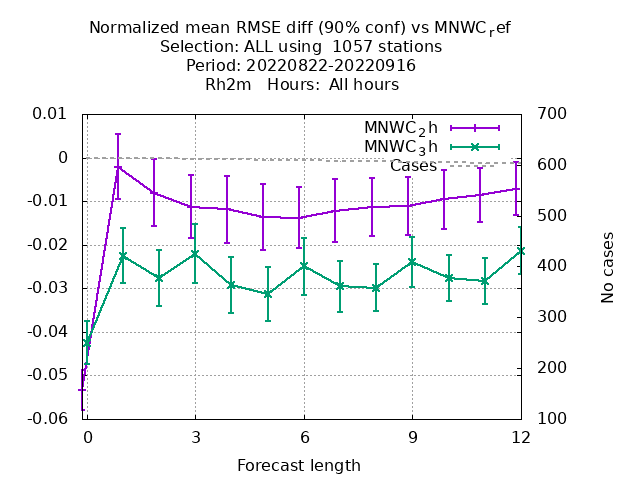 Normalized mean RMSE diff (90% conf) vs MNWC_ref
Selection: ALL using  1057 stations
Period: 20220822-20220916
Rh2m   Hours:  All hours
MNWC_2h
MNWC_3h
Cases
0.01
0
-0.01
-0.02
-0.03
-0.04
-0.05
-0.06
700
600
500
400
300
200
100
No cases
0 3 6 9 12
Forecast length